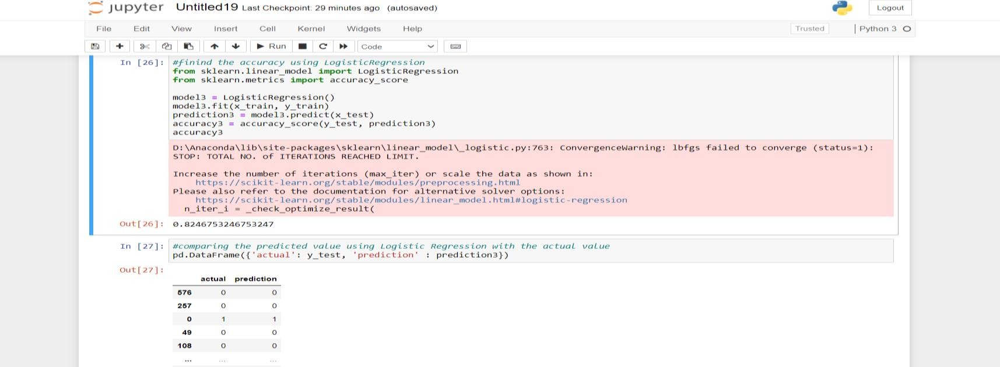 jupyter Untitled19 Last Checkpoint: 29 minutes ago (autosaved)
Logout
File Edit View Insert Cell Kernel Widgets Help
Trusted
Python 3
Run
Code
In [26]: #finind the accuracy using LogisticRegression
from sklearn.linear_model import LogisticRegression
from sklearn.metrics import accuracy_score
model3 = LogisticRegression()
model3.fit(x_train, y_train)
prediction3 = model3.predict(x_test)
accuracy3 = accuracy_score(y_test, prediction3)
accuracy3
D:\Anaconda\lib\site-packages\sklearn\linear_model\_logistic.py:763: ConvergenceWarning: lbfgs failed to converge (status=1):
STOP: TOTAL NO. of ITERATIONS REACHED LIMIT.
Increase the number of iterations (max_iter) or scale the data as shown in:
https://scikit-learn.org/stable/modules/preprocessing.html
Please also refer to the documentation for alternative solver options:
https://scikit-learn.org/stable/modules/linear_model.html#logistic-regression
n_iter_i = _check_optimize_result(
Out[26]: 0.8246753246753247
In [27]: #comparing the predicted value using Logistic Regression with the actual value
pd.DataFrame({'actual': y_test, 'prediction' : prediction3})
Out[27]:
actual prediction
576 0 0
257 0 0
0 1 1
49 0 0
108 0 0
... ... ...